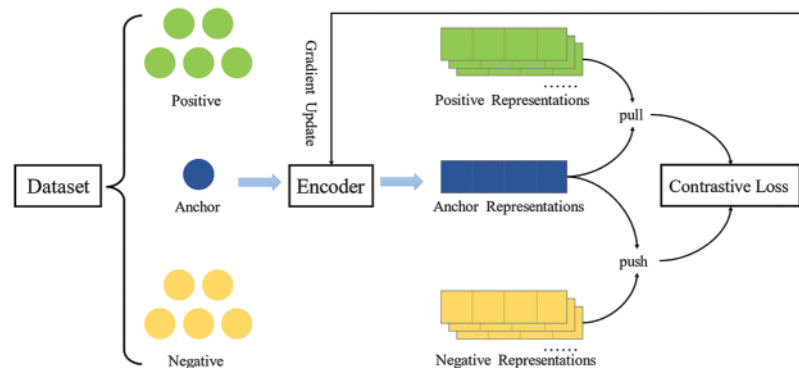 Positive
Gradient Update
Positive Representations
pull
Dataset
Anchor
Encoder
Anchor Representations
Contrastive Loss
push
Negative
Negative Representations